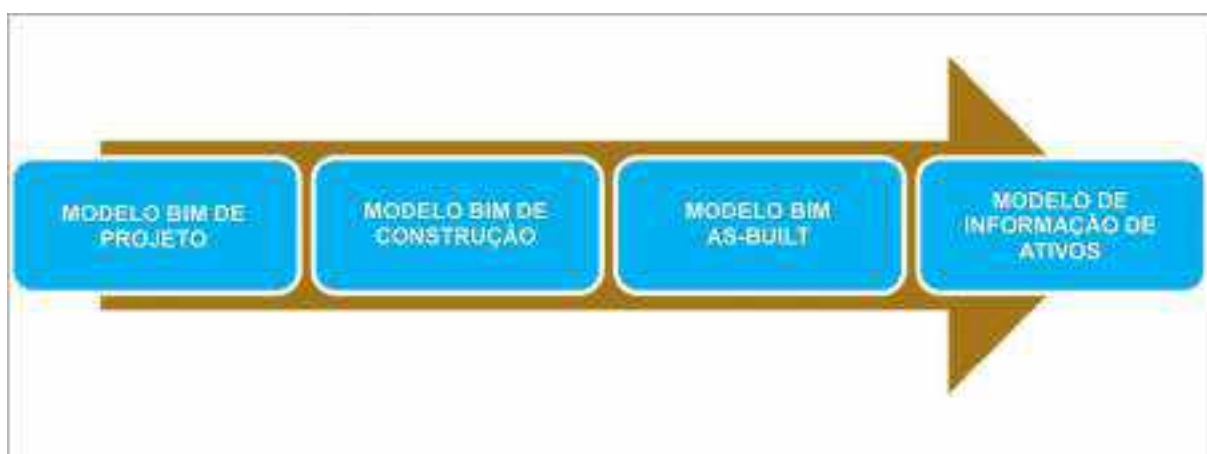 MODELO BIM DE
PROJETO
MODELO BIM DE
CONSTRUÇÃO
MODELO BIM
AS-BUILT
MODELO DE
INFORMAÇÃO DE
ATIVOS